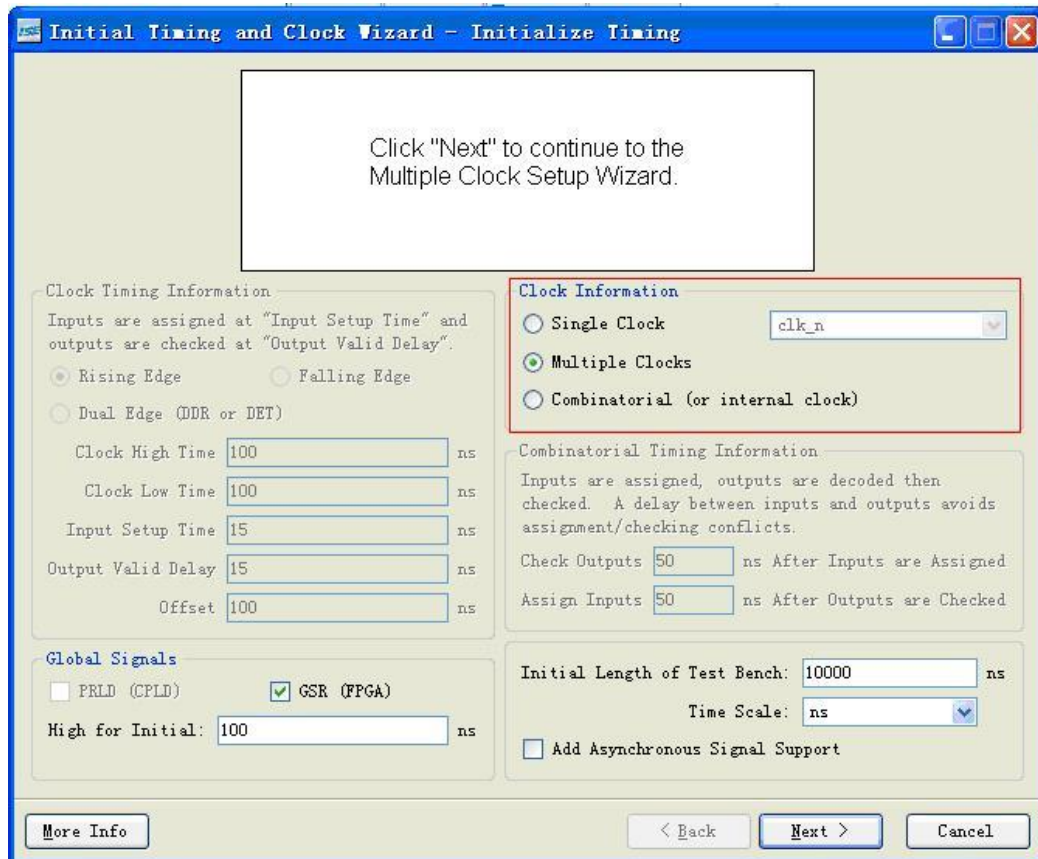 ISE Initial Timing and Clock Wizard - Initialize Timing
Click "Next" to continue to the
Multiple Clock Setup Wizard.
Clock Timing Information
Inputs are assigned at "Input Setup Time" and
outputs are checked at "Output Valid Delay".
Rising Edge Falling Edge
Dual Edge (DDR or DET)
Clock High Time 100 ns
Clock Low Time 100 ns
Input Setup Time 15 ns
Output Valid Delay 15 ns
Offset 100 ns
Global Signals
PRLD (CPLD) GSR (FPGA)
High for Initial: 100 ns
Clock Information
Single Clock clk_n
Multiple Clocks
Combinatorial (or internal clock)
Combinatorial Timing Information
Inputs are assigned, outputs are decoded then
checked. A delay between inputs and outputs avoids
assignment/checking conflicts.
Check Outputs 50 ns After Inputs are Assigned
Assign Inputs 50 ns After Outputs are Checked
Initial Length of Test Bench: 10000 ns
Time Scale: ns
Add Asynchronous Signal Support
More Info < Back Next > Cancel